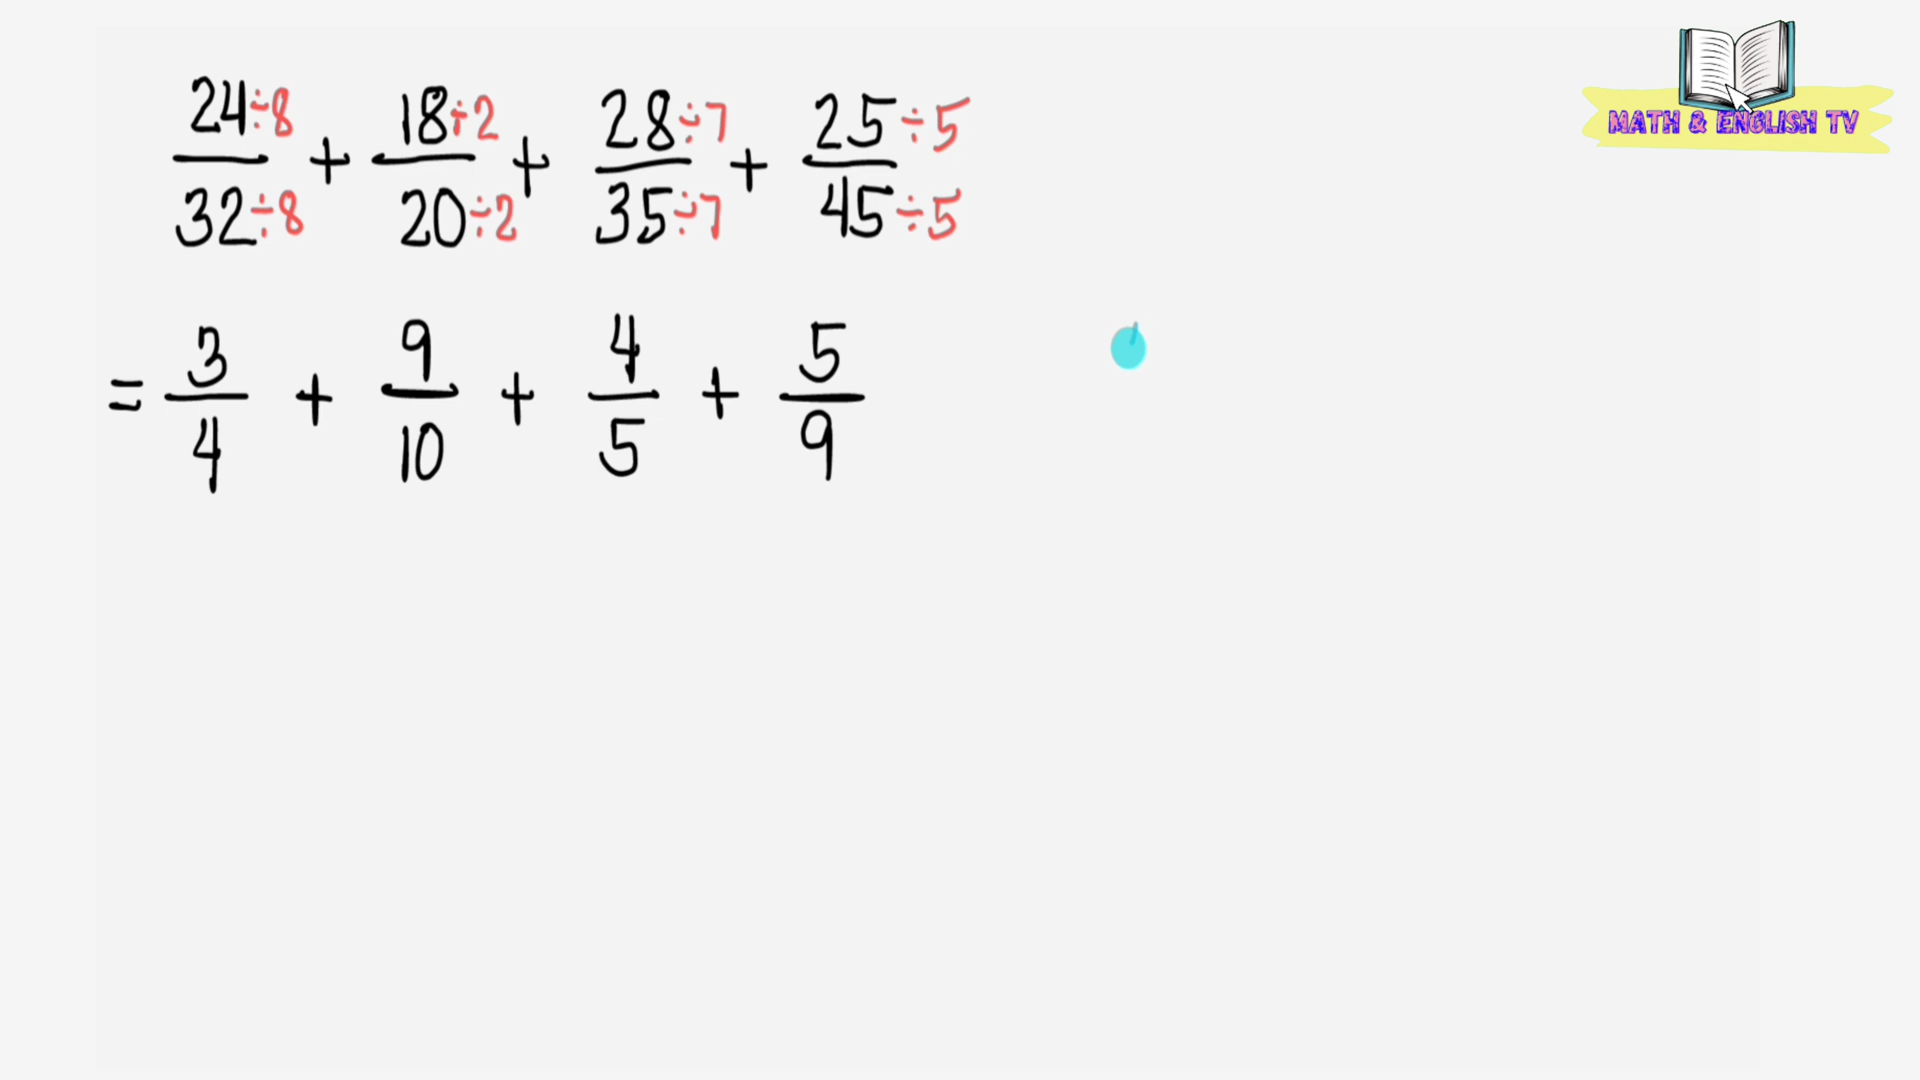 24÷8 + 18÷2 + 28÷7 + 25÷5
32÷8 20÷2 35÷7 45÷5
= 3 + 9 + 4 + 5
4 10 5 9
MATH & ENGLISH TV